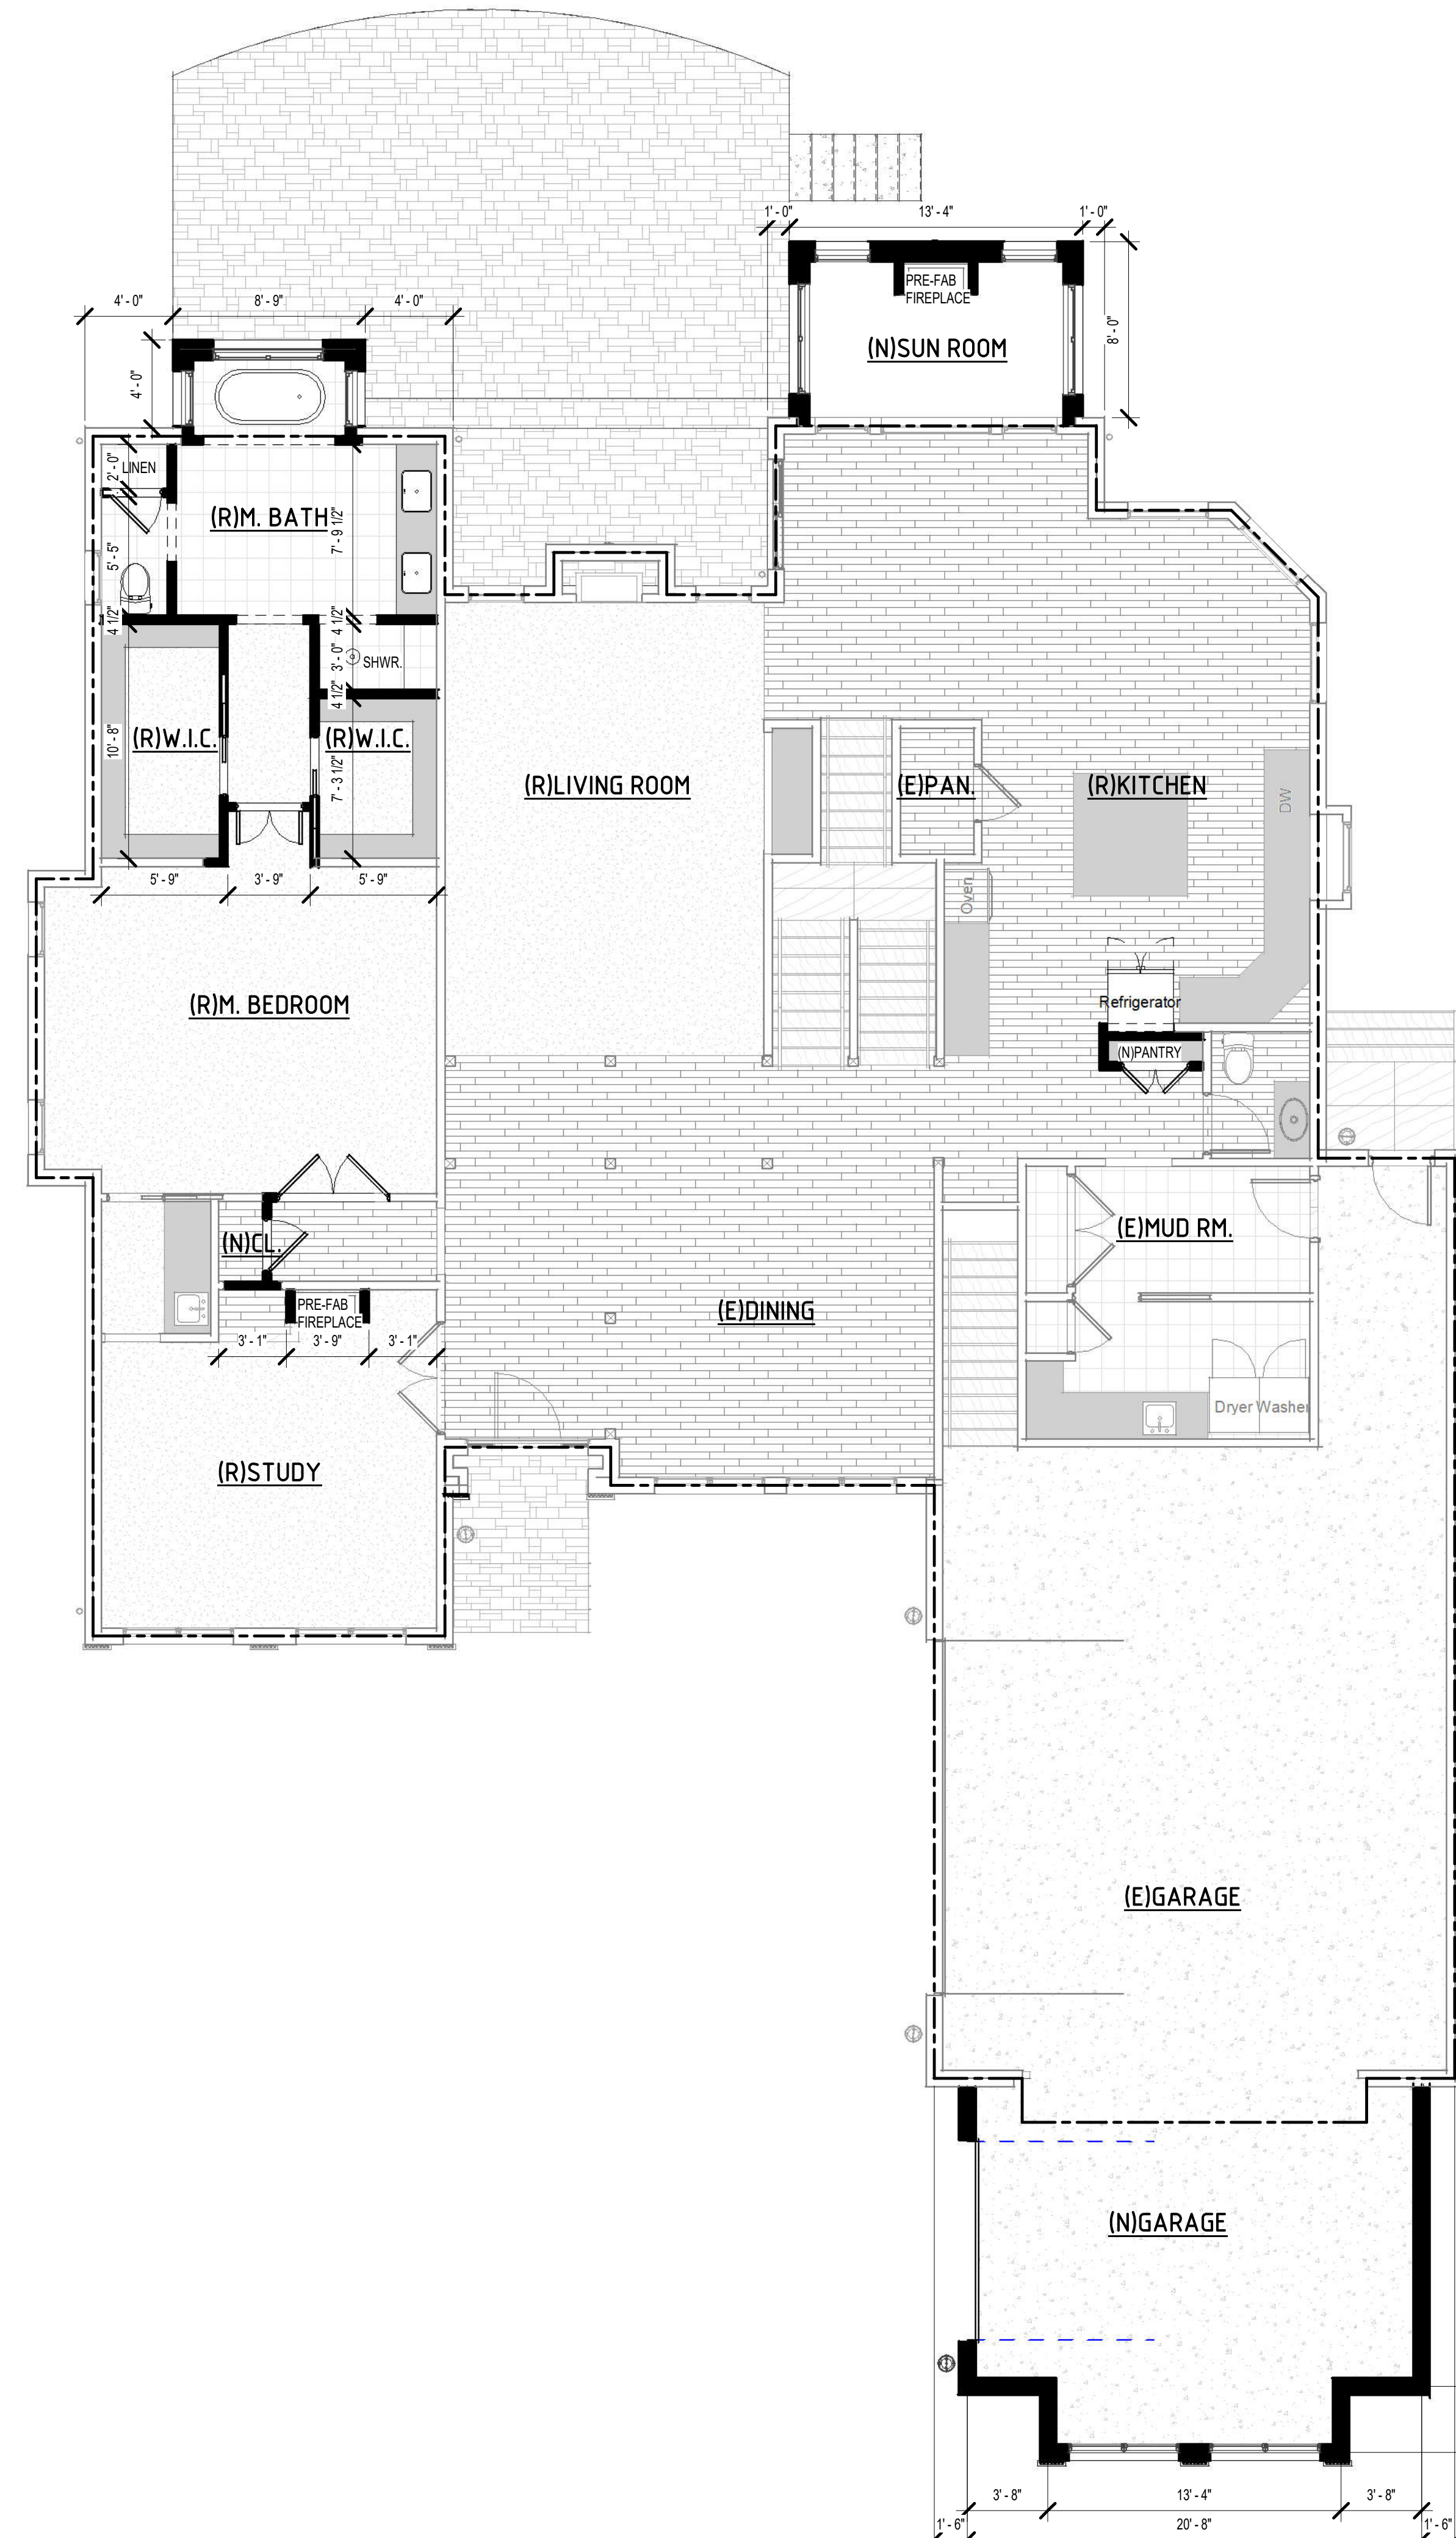 1' - 0"
13' - 4"
1' - 0"
PRE-FAB
FIREPLACE
4' - 0"
8' - 9"
4' - 0"
8' - 0"
(N)SUN ROOM
4' - 0"
LINEN
2' - 0"
(R)M. BATH
7' - 9 1/2"
5' - 5"
4 1/2"
4 1/2"
3' - 0"
SHWR.
4 1/2"
10' - 8"
(R)W.I.C.
(R)W.I.C.
7' - 3 1/2"
(R)LIVING ROOM
(E)PAN.
(R)KITCHEN
DW
5' - 9"
3' - 9"
5' - 9"
Oven
(R)M. BEDROOM
Refrigerator
(N)PANTRY
(N)CL.
(E)MUD RM.
PRE-FAB
FIREPLACE
(E)DINING
3' - 1"
3' - 9"
3' - 1"
Dryer
Washer
(R)STUDY
(E)GARAGE
(N)GARAGE
3' - 8"
13' - 4"
3' - 8"
1' - 6"
20' - 8"
1' - 6"